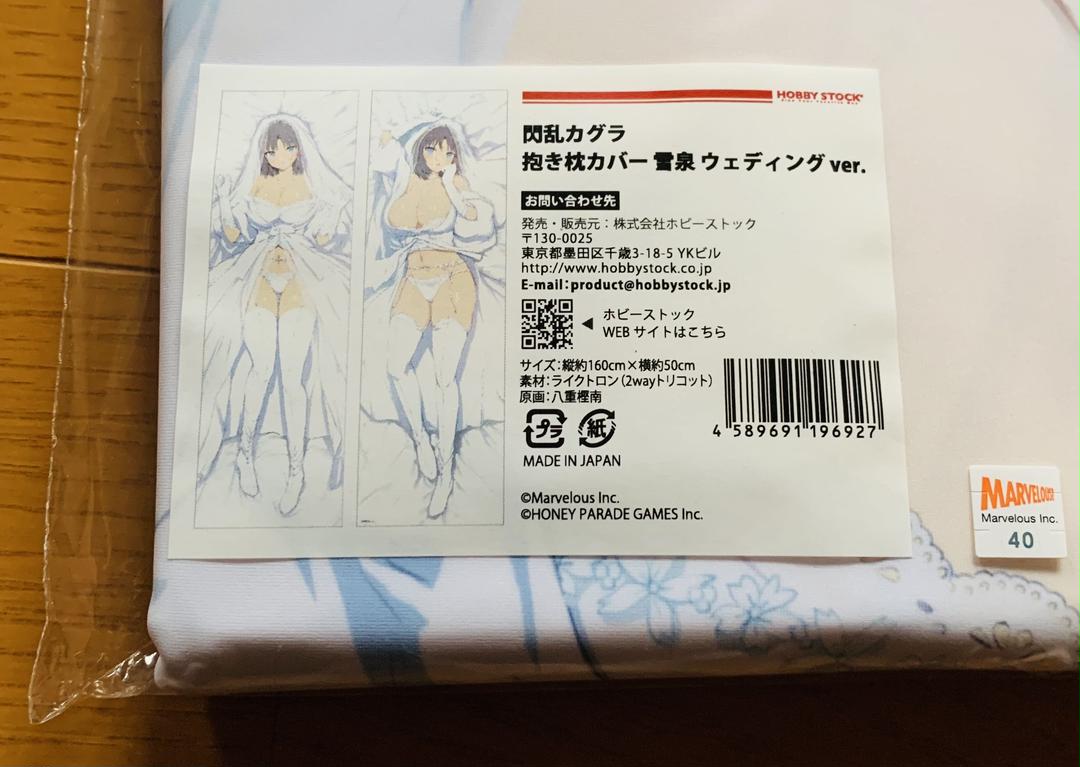 HOBBY STOCK
閃乱カグラ
抱き枕カバー 雪泉 ウェディング ver.
お問い合わせ先
発売・販売元：株式会社ホビーストック
〒130-0025
東京都墨田区千歳3-18-5 YKビル
http://www.hobbystock.co.jp
E-mail：product@hobbystock.jp
ホビーストック
WEB サイトはこちら
サイズ：縦約160cm×横約50cm
素材：ライクトロン（2wayトリコット）
原画：八重樫南
プラ 紙
4 589691 196927
MADE IN JAPAN
©Marvelous Inc.
©HONEY PARADE GAMES Inc.
MARVELOUS!
Marvelous Inc.
40